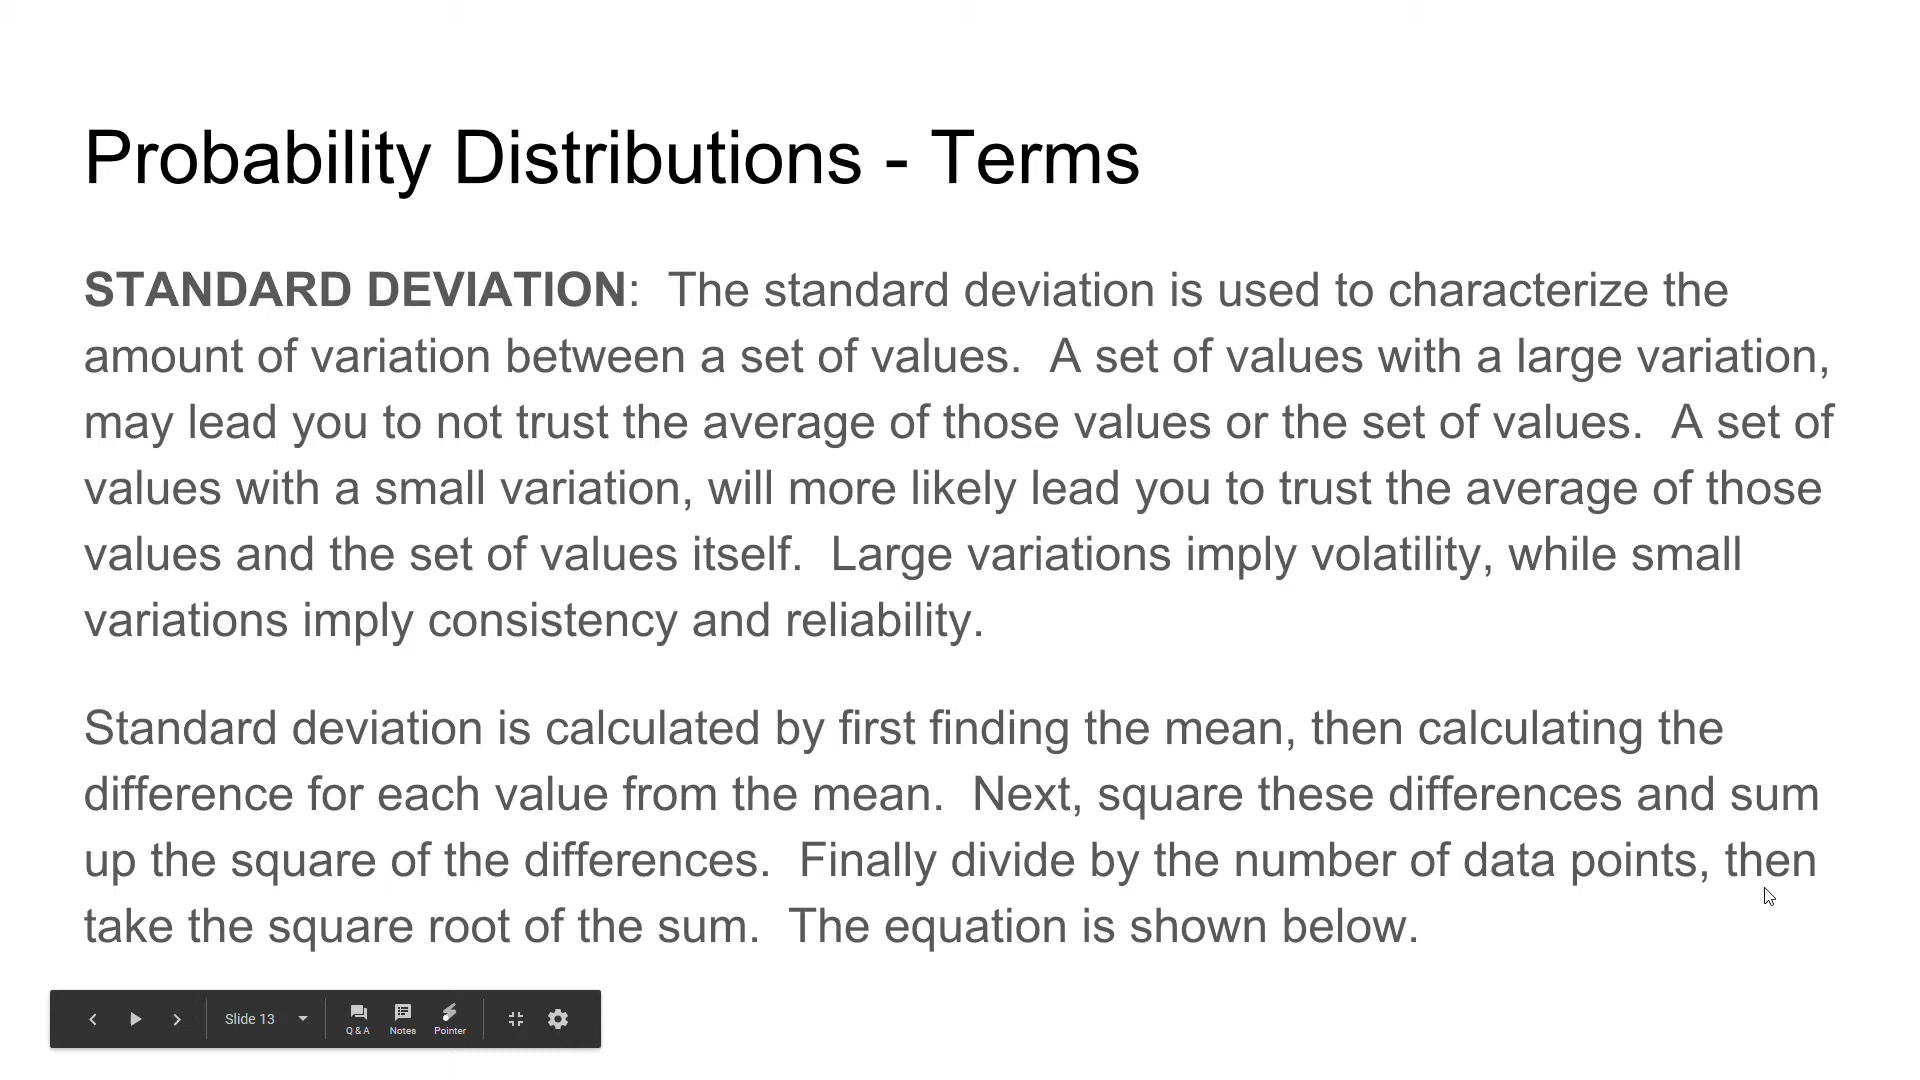 Probability Distributions - Terms
STANDARD DEVIATION:  The standard deviation is used to characterize the
amount of variation between a set of values.  A set of values with a large variation,
may lead you to not trust the average of those values or the set of values.  A set of
values with a small variation, will more likely lead you to trust the average of those
values and the set of values itself.  Large variations imply volatility, while small
variations imply consistency and reliability.
Standard deviation is calculated by first finding the mean, then calculating the
difference for each value from the mean.  Next, square these differences and sum
up the square of the differences.  Finally divide by the number of data points, then
take the square root of the sum.  The equation is shown below.
Slide 13
Q & A
Notes
Pointer